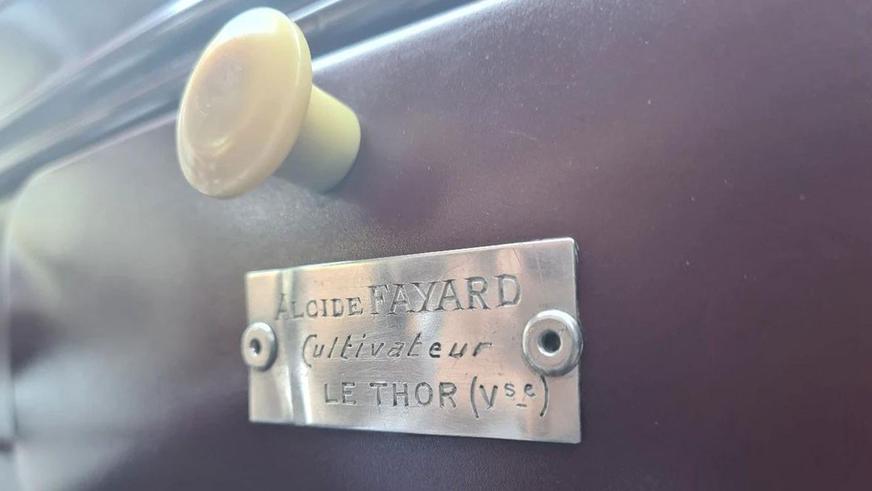 ALCIDE FAYARD
Cultivateur
LE THOR (Vse)